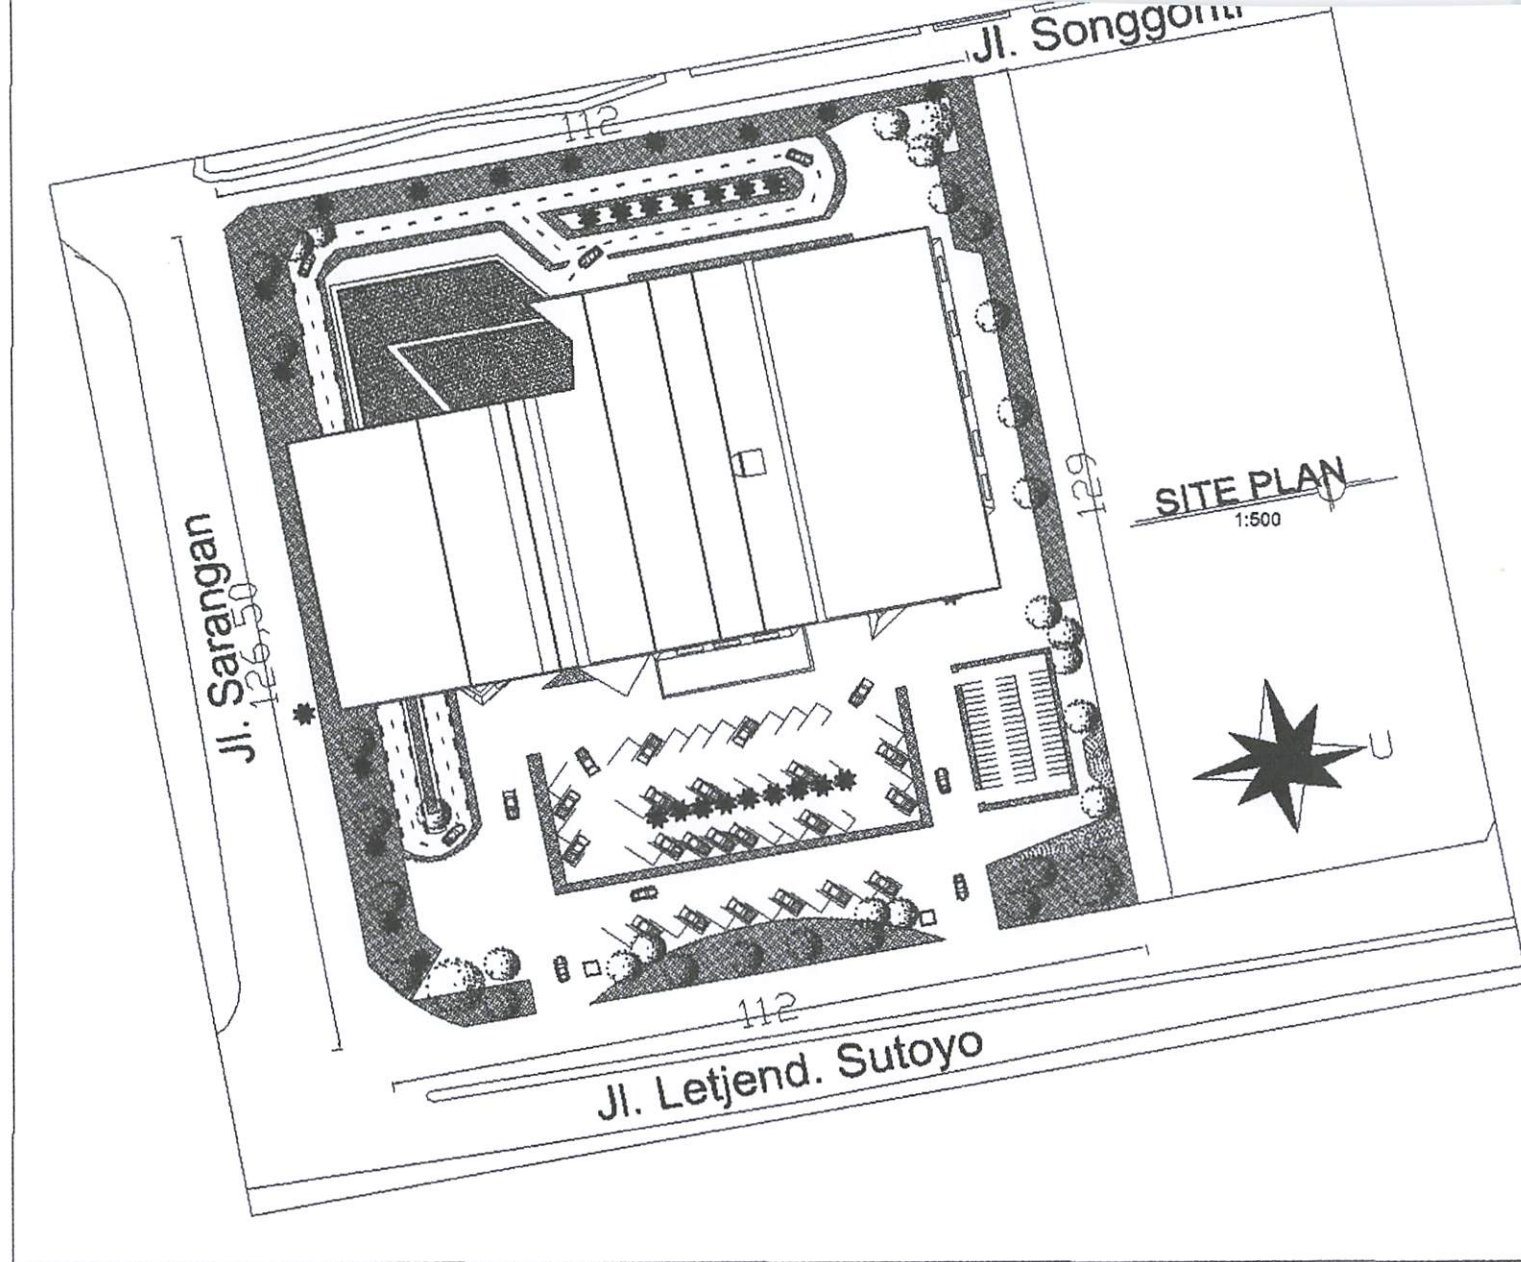 Jl. Songgoriti
112
Jl. Sarangan
126,50
129
SITE PLAN
1:500
U
112
Jl. Letjend. Sutoyo